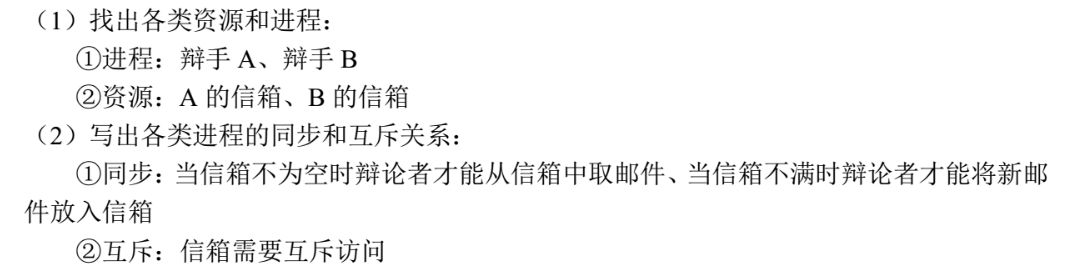 （1）找出各类资源和进程：
①进程：辩手 A、辩手 B
②资源：A 的信箱、B 的信箱
（2）写出各类进程的同步和互斥关系：
①同步：当信箱不为空时辩论者才能从信箱中取邮件、当信箱不满时辩论者才能将新邮
件放入信箱
②互斥：信箱需要互斥访问